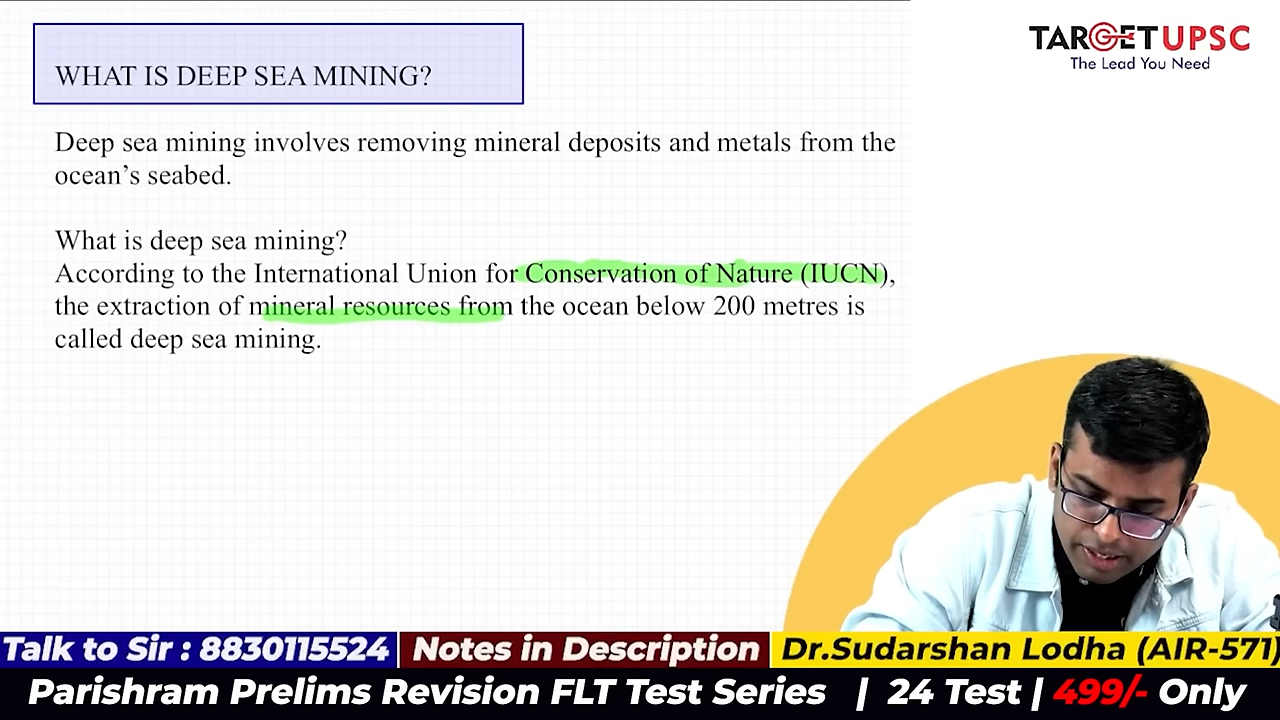 WHAT IS DEEP SEA MINING?
TARGETUPSC
The Lead You Need
Deep sea mining involves removing mineral deposits and metals from the
ocean’s seabed.
What is deep sea mining?
According to the International Union for Conservation of Nature (IUCN),
the extraction of mineral resources from the ocean below 200 metres is
called deep sea mining.
Talk to Sir : 8830115524
Notes in Description
Dr.Sudarshan Lodha (AIR-571)
Parishram Prelims Revision FLT Test Series | 24 Test | 499/- Only